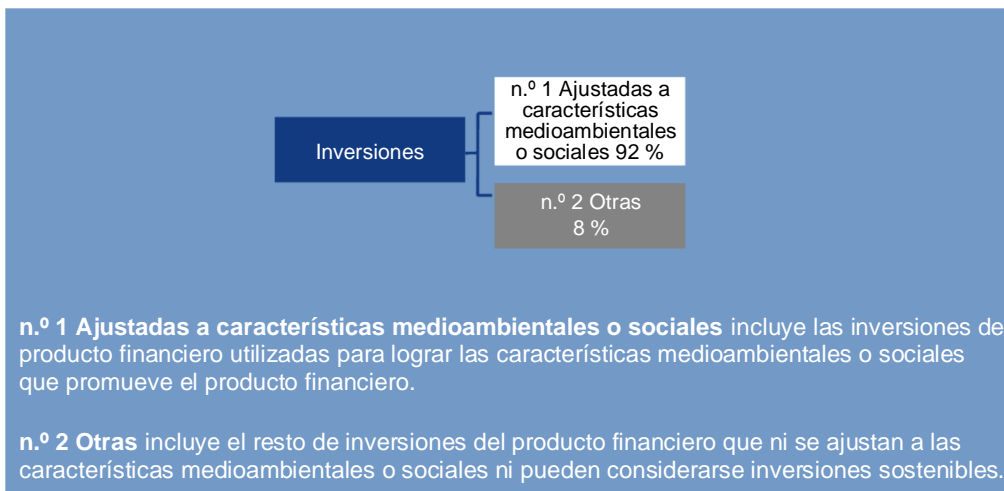 n.º 1 Ajustadas a
características
medioambientales
o sociales 92 %
Inversiones
n.º 2 Otras
8 %
n.º 1 Ajustadas a características medioambientales o sociales incluye las inversiones de
producto financiero utilizadas para lograr las características medioambientales o sociales
que promueve el producto financiero.
n.º 2 Otras incluye el resto de inversiones del producto financiero que ni se ajustan a las
características medioambientales o sociales ni pueden considerarse inversiones sostenibles.